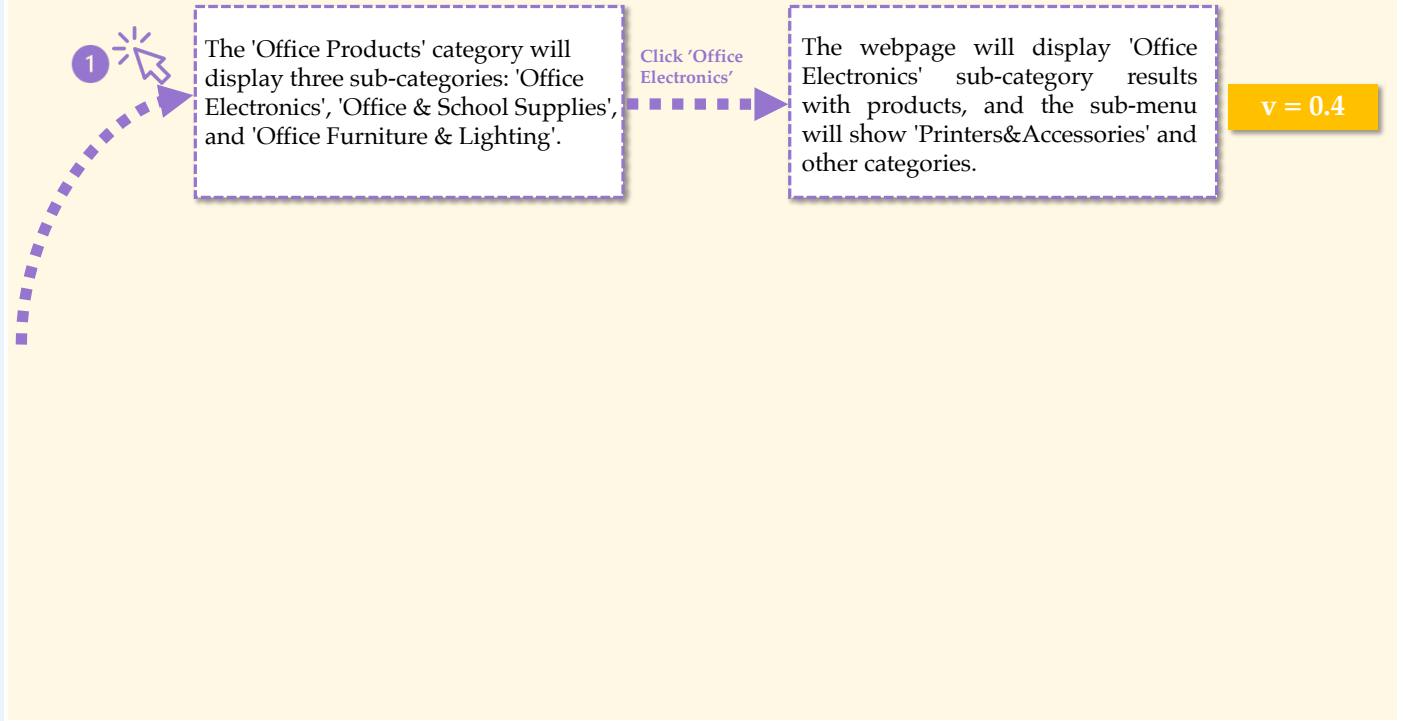 1
The 'Office Products' category will
display three sub-categories: 'Office
Electronics', 'Office & School Supplies',
and 'Office Furniture & Lighting'.
Click ’Office
Electronics’
The webpage will display 'Office
Electronics' sub-category results
with products, and the sub-menu
will show 'Printers&Accessories' and
other categories.
v = 0.4